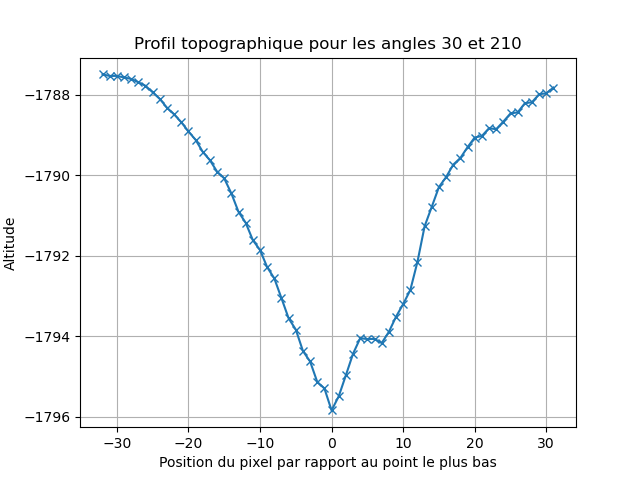 Profil topographique pour les angles 30 et 210
Altitude
−1788
−1790
−1792
−1794
−1796
−30 −20 −10 0 10 20 30
Position du pixel par rapport au point le plus bas